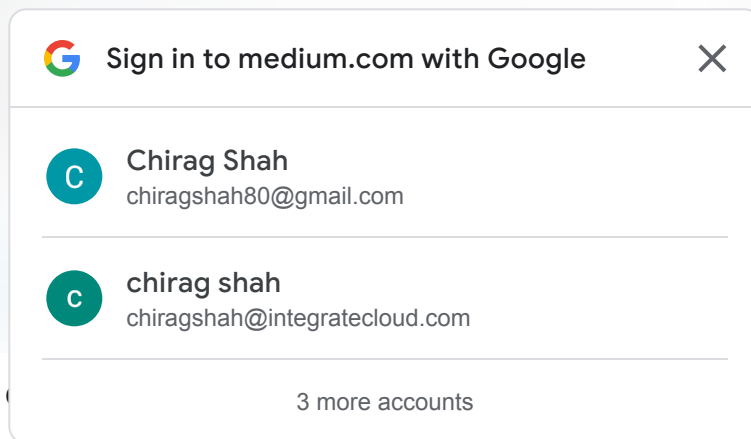 Sign in to medium.com with Google
C
Chirag Shah
chiragshah80@gmail.com
c
chirag shah
chiragshah@integratecloud.com
3 more accounts